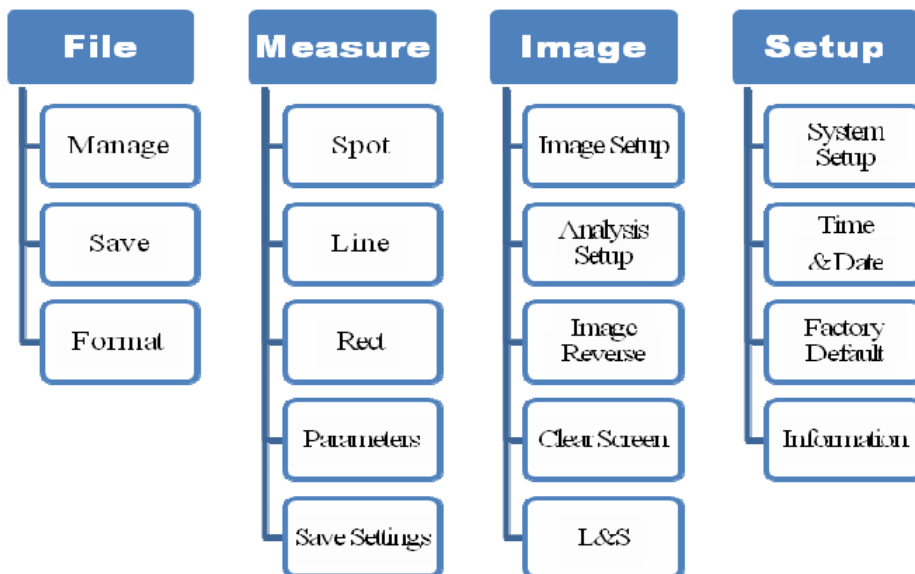 File
Manage
Save
Format
Measure
Spot
Line
Rect
Parameters
Save Settings
Image
Image Setup
Analysis
Setup
Image
Reverse
Clear Screen
L&S
Setup
System
Setup
Time
& Date
Factory
Default
Information